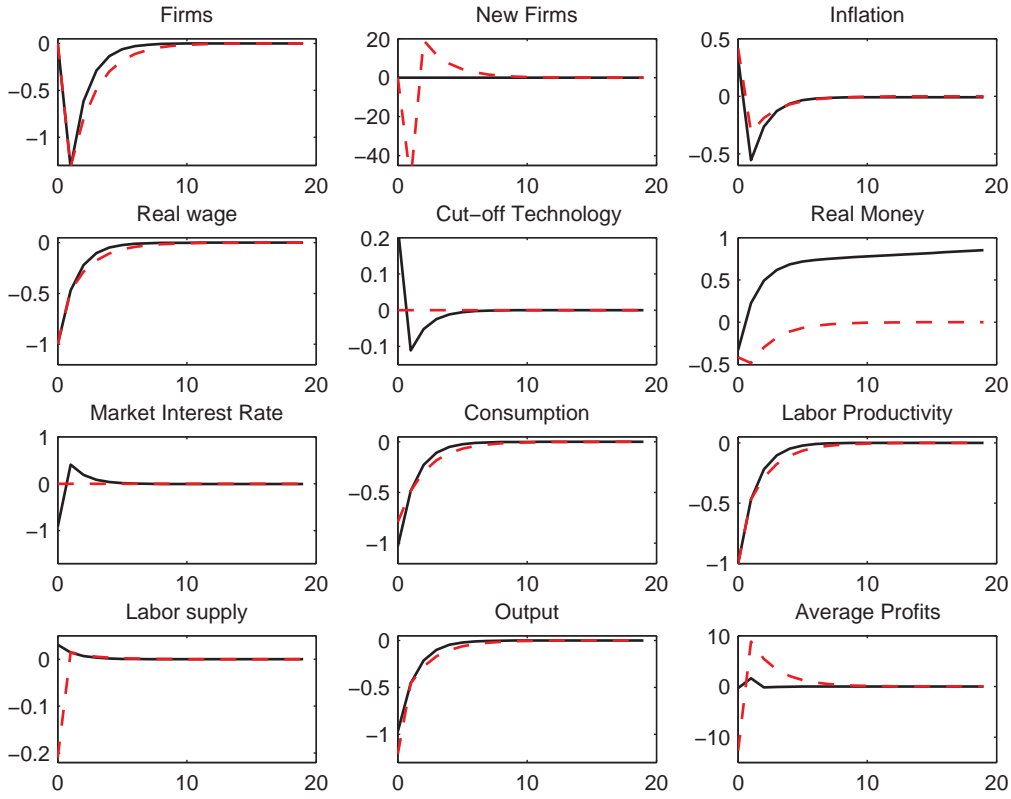 Firms
0
−0.5
−1
0 10 20
New Firms
20
0
−20
−40
0 10 20
Inflation
0.5
0
−0.5
0 10 20
Real wage
0
−0.5
−1
0 10 20
Cut−off Technology
0.2
0.1
0
−0.1
0 10 20
Real Money
1
0.5
0
−0.5
0 10 20
Market Interest Rate
1
0
−1
0 10 20
Consumption
0
−0.5
−1
0 10 20
Labor Productivity
0
−0.5
−1
0 10 20
Labor supply
0
−0.1
−0.2
0 10 20
Output
0
−0.5
−1
0 10 20
Average Profits
10
0
−10
0 10 20